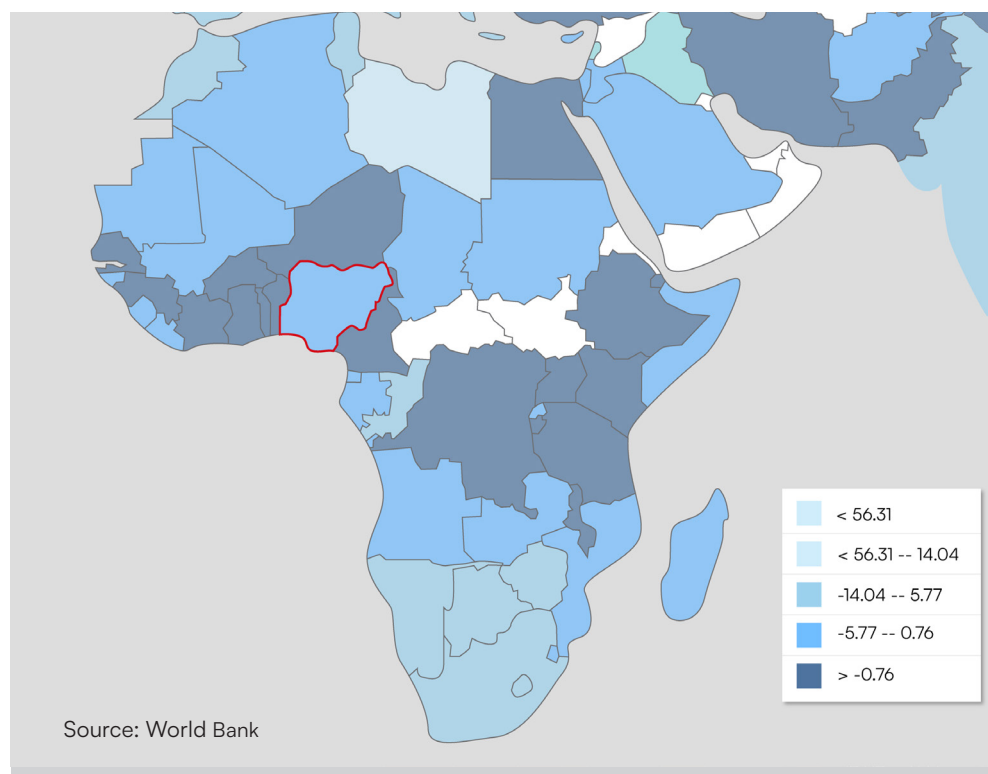 < 56.31
< 56.31 -- 14.04
-14.04 -- 5.77
-5.77 -- 0.76
> -0.76
Source: World Bank